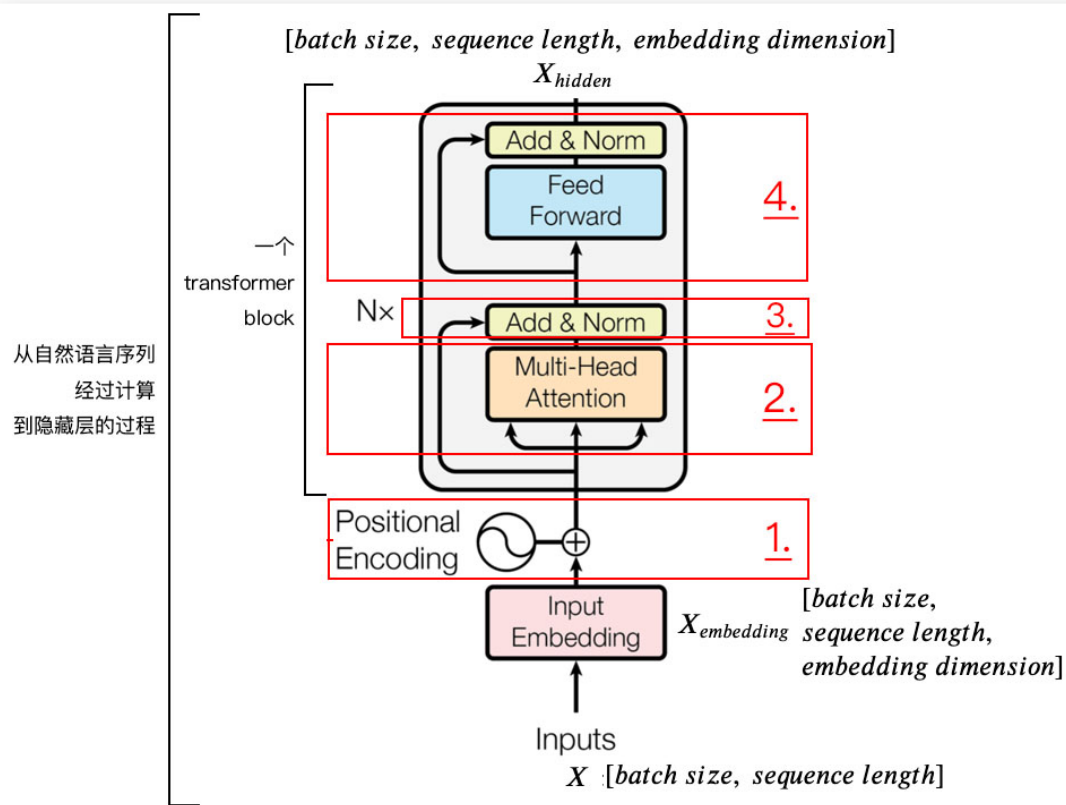 [batch size, sequence length, embedding dimension]
X hidden
Add & Norm
Feed
Forward
4.
一个
transformer
block
N×
Add & Norm
3.
Multi-Head
Attention
2.
从自然语言序列
经过计算
到隐藏层的过程
Positional
Encoding
1.
Input
Embedding
X embedding
[batch size,
sequence length,
embedding dimension]
Inputs
X :[batch size, sequence length]